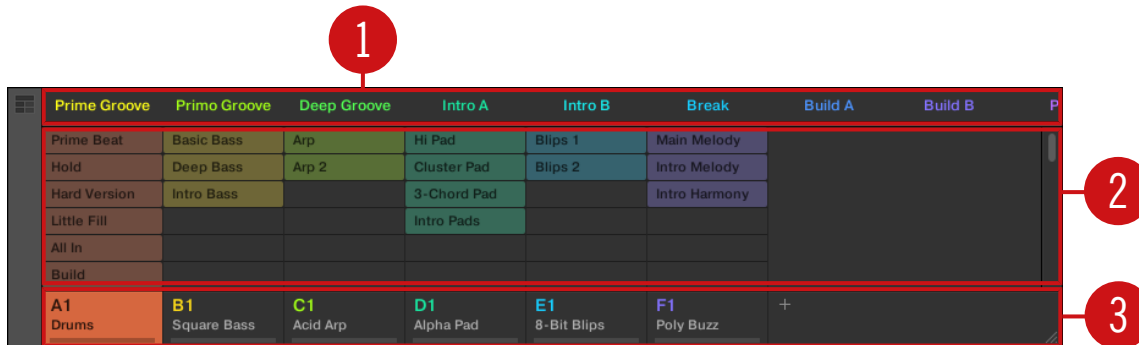 1
Prime Groove Primo Groove Deep Groove Intro A Intro B Break Build A Build B P
Prime Beat Basic Bass Arp Hi Pad Blips 1 Main Melody
Hold Deep Bass Arp 2 Cluster Pad Blips 2 Intro Melody
2
Hard Version Intro Bass 3-Chord Pad Intro Harmony
Little Fill Intro Pads
All In
Build
A1 B1 C1 D1 E1 F1 +
3
Drums Square Bass Acid Arp Alpha Pad 8-Bit Blips Poly Buzz